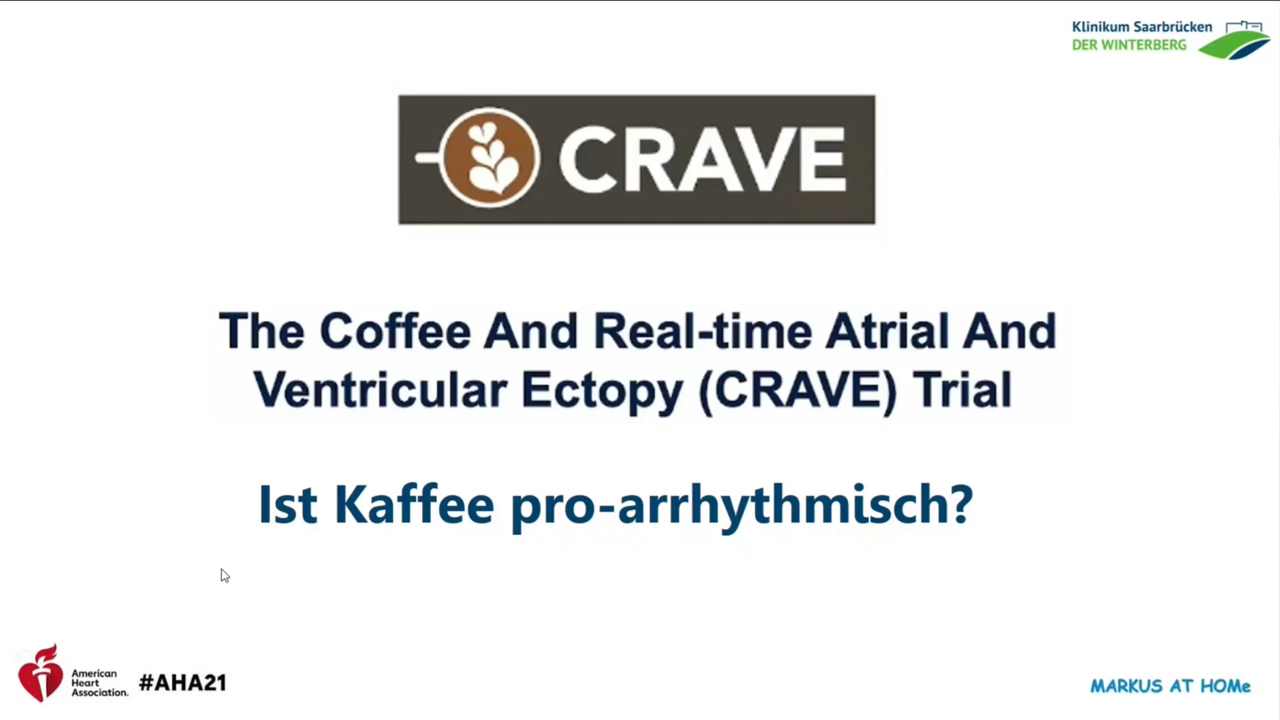 Klinikum Saarbrücken
DER WINTERBERG
CRAVE
The Coffee And Real-time Atrial And
Ventricular Ectopy (CRAVE) Trial
Ist Kaffee pro-arrhythmisch?
American
Heart
Association.
#AHA21
MARKUS AT HOMe